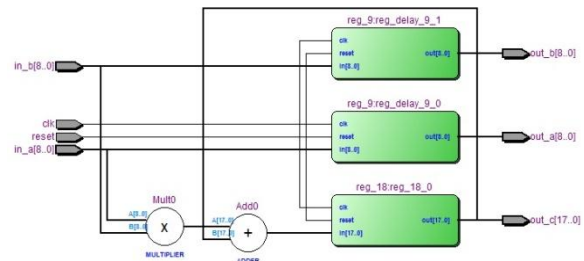 reg_9:reg_delay_9_1
clk
reset
in[8..0]
out[8..0]
in_b[8..0]
out_b[8..0]
reg_9:reg_delay_9_0
clk
reset
in_a[8..0]
clk
reset
in[8..0]
out[8..0]
out_a[8..0]
Mult0
A[8..0]
B[8..0]
X
MULTIPLIER
Add0
A[17..0]
B[17..0]
+
ADDER
reg_18:reg_18_0
clk
reset
in[17..0]
out[17..0]
out_c[17..0]